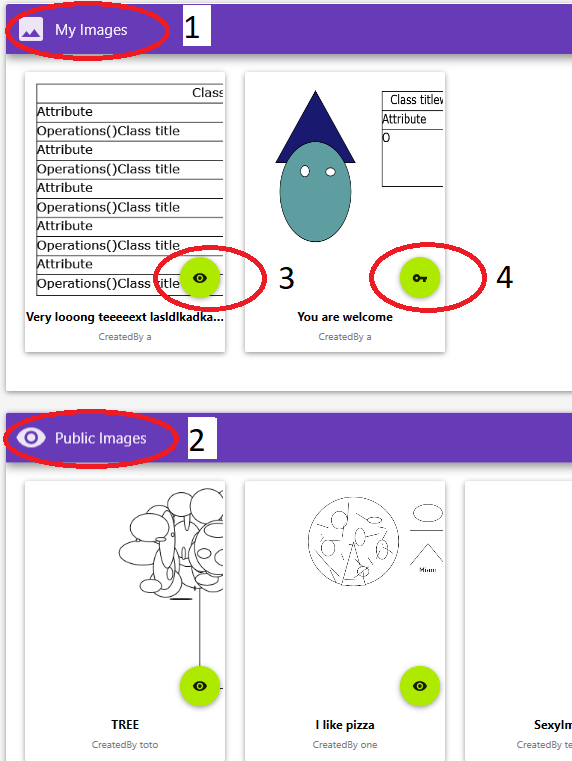 My Images
1
Class
Attribute
Operations()Class title
Attribute
Operations()Class title
Attribute
Operations()Class title
Attribute
Operations()Class title
Attribute
Operations()Class title
Class titlew
Attribute
O
3
4
Very looong teeeeext lasldlkadka...
CreatedBy a
You are welcome
CreatedBy a
Public Images
2
Miam
TREE
CreatedBy toto
I like pizza
CreatedBy one
SexyIm
CreatedBy te